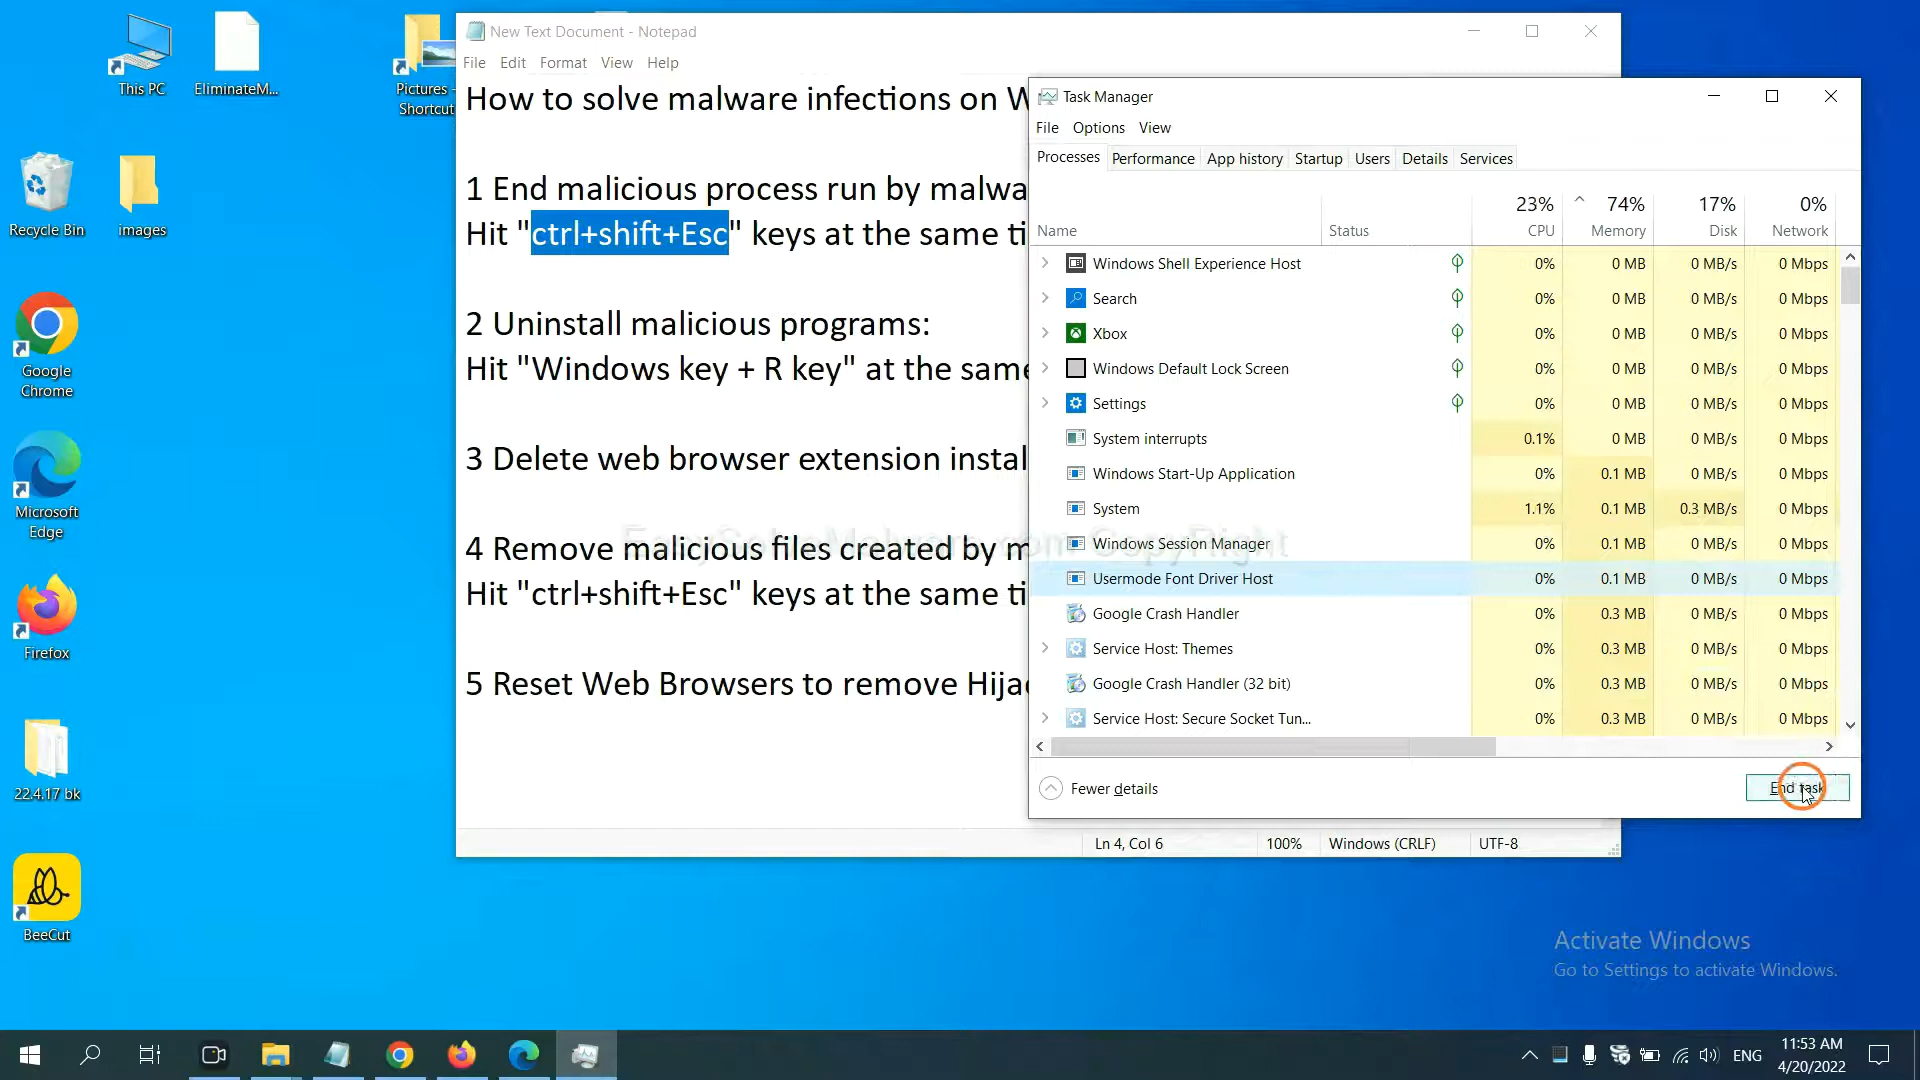 This PC
EliminateM...
Pictures -
Shortcut
Recycle Bin
images
Google
Chrome
Microsoft
Edge
Firefox
22.4.17 bk
BeeCut
New Text Document - Notepad
File Edit Format View Help
How to solve malware infections on W
1 End malicious process run by malwa
Hit "ctrl+shift+Esc" keys at the same ti
2 Uninstall malicious programs:
Hit "Windows key + R key" at the same
3 Delete web browser extension instal
4 Remove malicious files created by m
Hit "ctrl+shift+Esc" keys at the same ti
5 Reset Web Browsers to remove Hijac
Ln 4, Col 6 100% Windows (CRLF) UTF-8
Task Manager
File Options View
Processes Performance App history Startup Users Details Services
23% 74% 17% 0%
Name Status CPU Memory Disk Network
Windows Shell Experience Host 0% 0 MB 0 MB/s 0 Mbps
Search 0% 0 MB 0 MB/s 0 Mbps
Xbox 0% 0 MB 0 MB/s 0 Mbps
Windows Default Lock Screen 0% 0 MB 0 MB/s 0 Mbps
Settings 0% 0 MB 0 MB/s 0 Mbps
System interrupts 0.1% 0 MB 0 MB/s 0 Mbps
Windows Start-Up Application 0% 0.1 MB 0 MB/s 0 Mbps
System 1.1% 0.1 MB 0.3 MB/s 0 Mbps
Windows Session Manager 0% 0.1 MB 0 MB/s 0 Mbps
Usermode Font Driver Host 0% 0.1 MB 0 MB/s 0 Mbps
Google Crash Handler 0% 0.3 MB 0 MB/s 0 Mbps
Service Host: Themes 0% 0.3 MB 0 MB/s 0 Mbps
Google Crash Handler (32 bit) 0% 0.3 MB 0 MB/s 0 Mbps
Service Host: Secure Socket Tun... 0% 0.3 MB 0 MB/s 0 Mbps
Fewer details
End task
EasySolveMalware.com CopyRight
Activate Windows
Go to Settings to activate Windows.
ENG
11:53 AM
4/20/2022